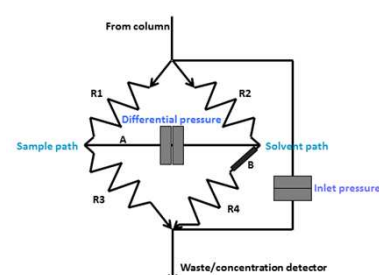 From column
R1
R2
Differential pressure
Sample path
A
Solvent path
B
Inlet pressure
R3
R4
Waste/concentration detector